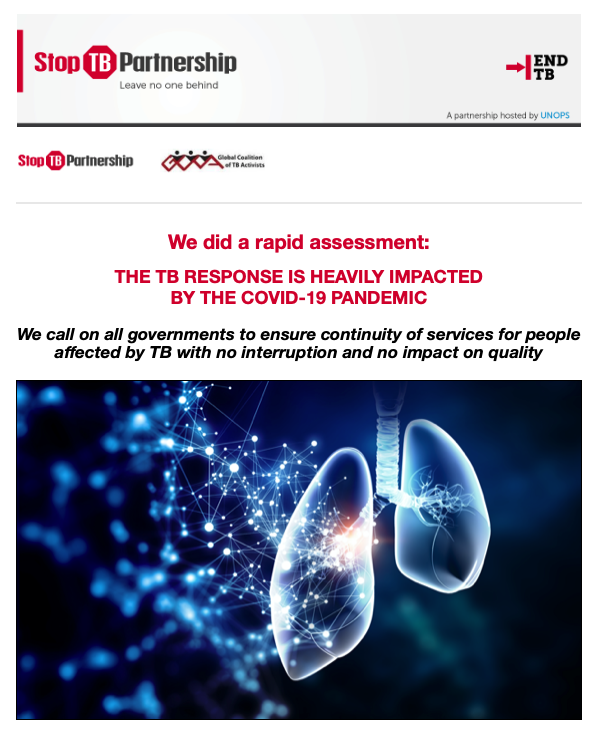 Stop TB Partnership
Leave no one behind
END
TB
A partnership hosted by UNOPS
Stop TB Partnership
Global Coalition
of TB Activists
We did a rapid assessment:
THE TB RESPONSE IS HEAVILY IMPACTED
BY THE COVID-19 PANDEMIC
We call on all governments to ensure continuity of services for people
affected by TB with no interruption and no impact on quality